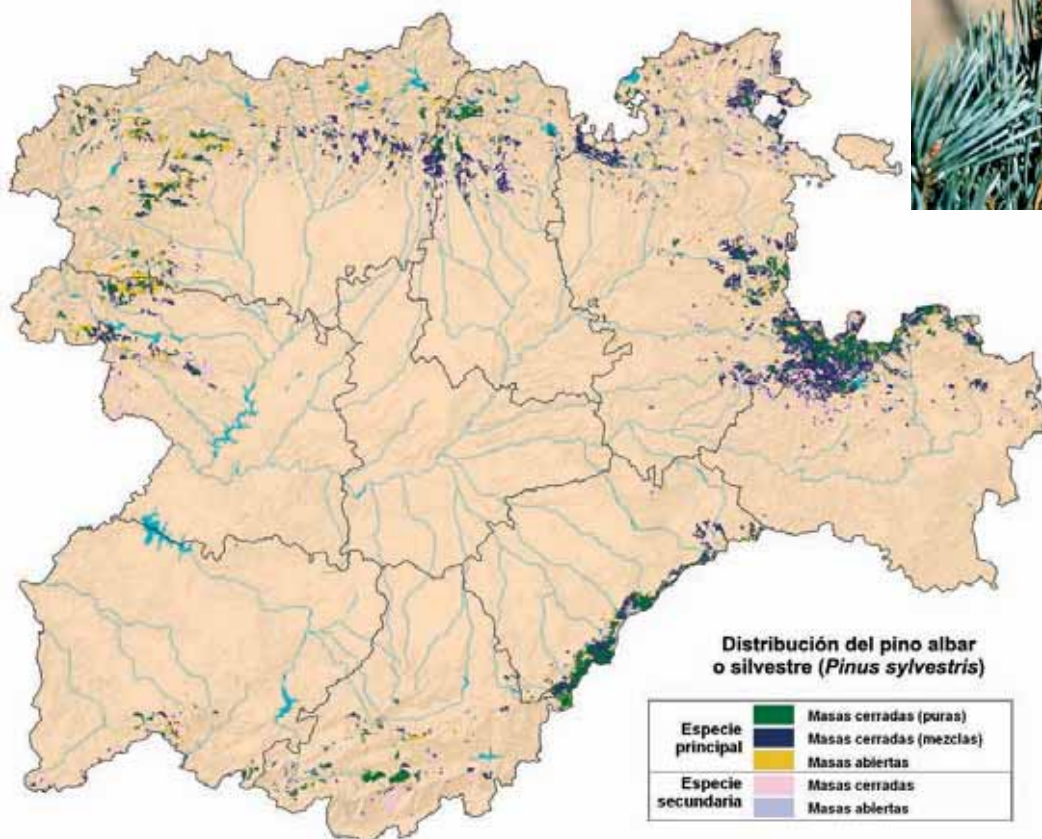 Distribución del pino albar
o silvestre (Pinus sylvestris)
Especie
principal
Masas cerradas (puras)
Masas cerradas (mezclas)
Masas abiertas
Especie
secundaria
Masas cerradas
Masas abiertas